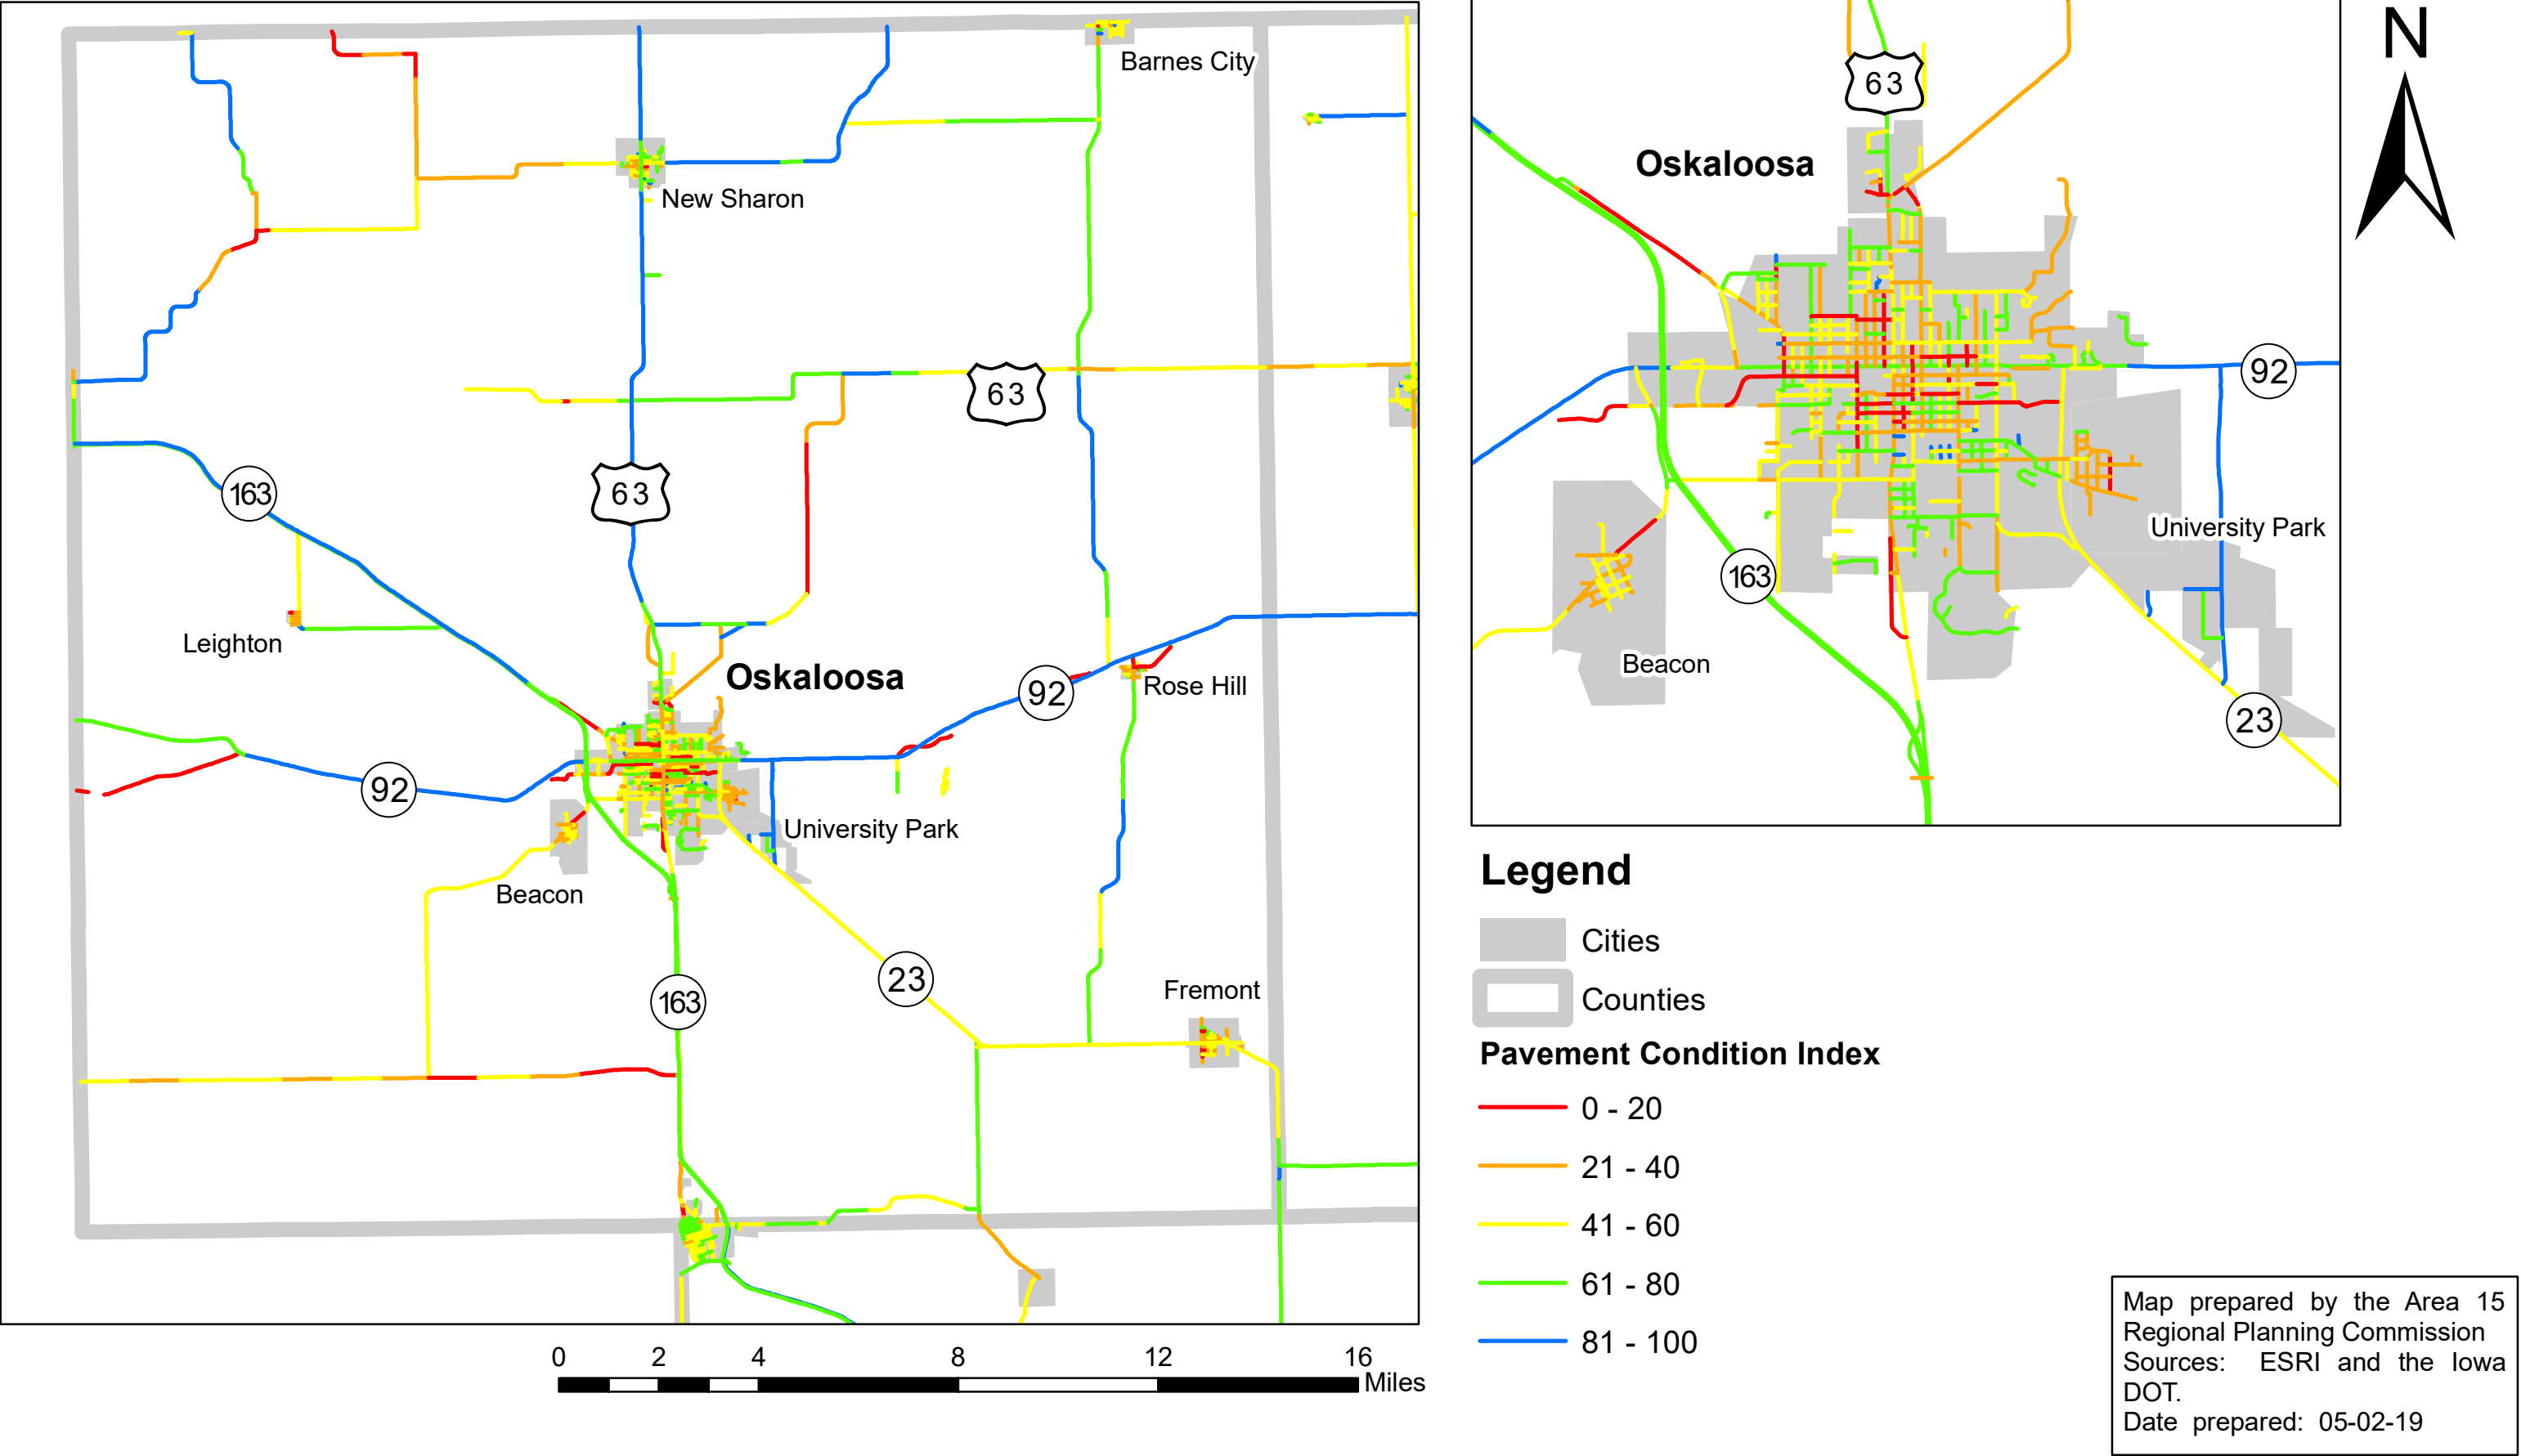 Barnes City
New Sharon
63
163
63
Leighton
Oskaloosa
92
Rose Hill
92
University Park
Beacon
23
163
Fremont
0 2 4 8 12 16
Miles
63
Oskaloosa
92
University Park
163
Beacon
23
N
Legend
Cities
Counties
Pavement Condition Index
0 - 20
21 - 40
41 - 60
61 - 80
81 - 100
Map prepared by the Area 15
Regional Planning Commission
Sources: ESRI and the Iowa
DOT.
Date prepared: 05-02-19